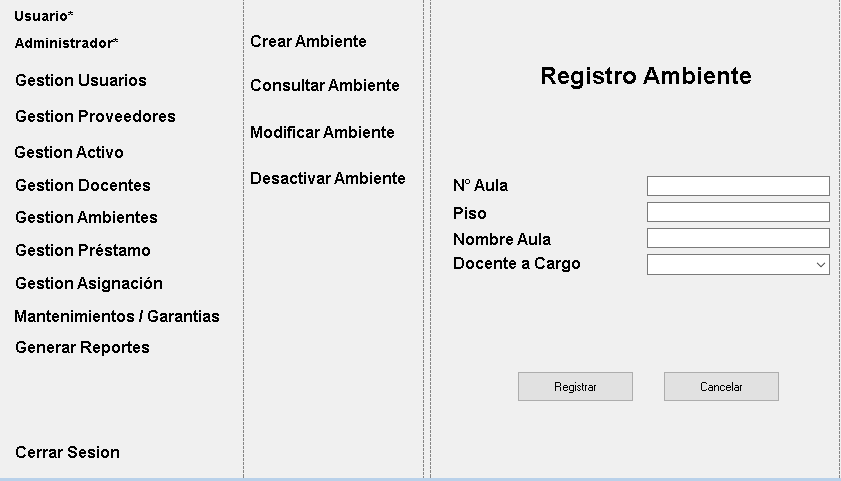 Usuario*
Administrador*
Gestion Usuarios
Gestion Proveedores
Gestion Activo
Gestion Docentes
Gestion Ambientes
Gestion Préstamo
Gestion Asignación
Mantenimientos / Garantias
Generar Reportes
Cerrar Sesion
Crear Ambiente
Consultar Ambiente
Modificar Ambiente
Desactivar Ambiente
Registro Ambiente
N° Aula
Piso
Nombre Aula
Docente a Cargo
Registrar
Cancelar